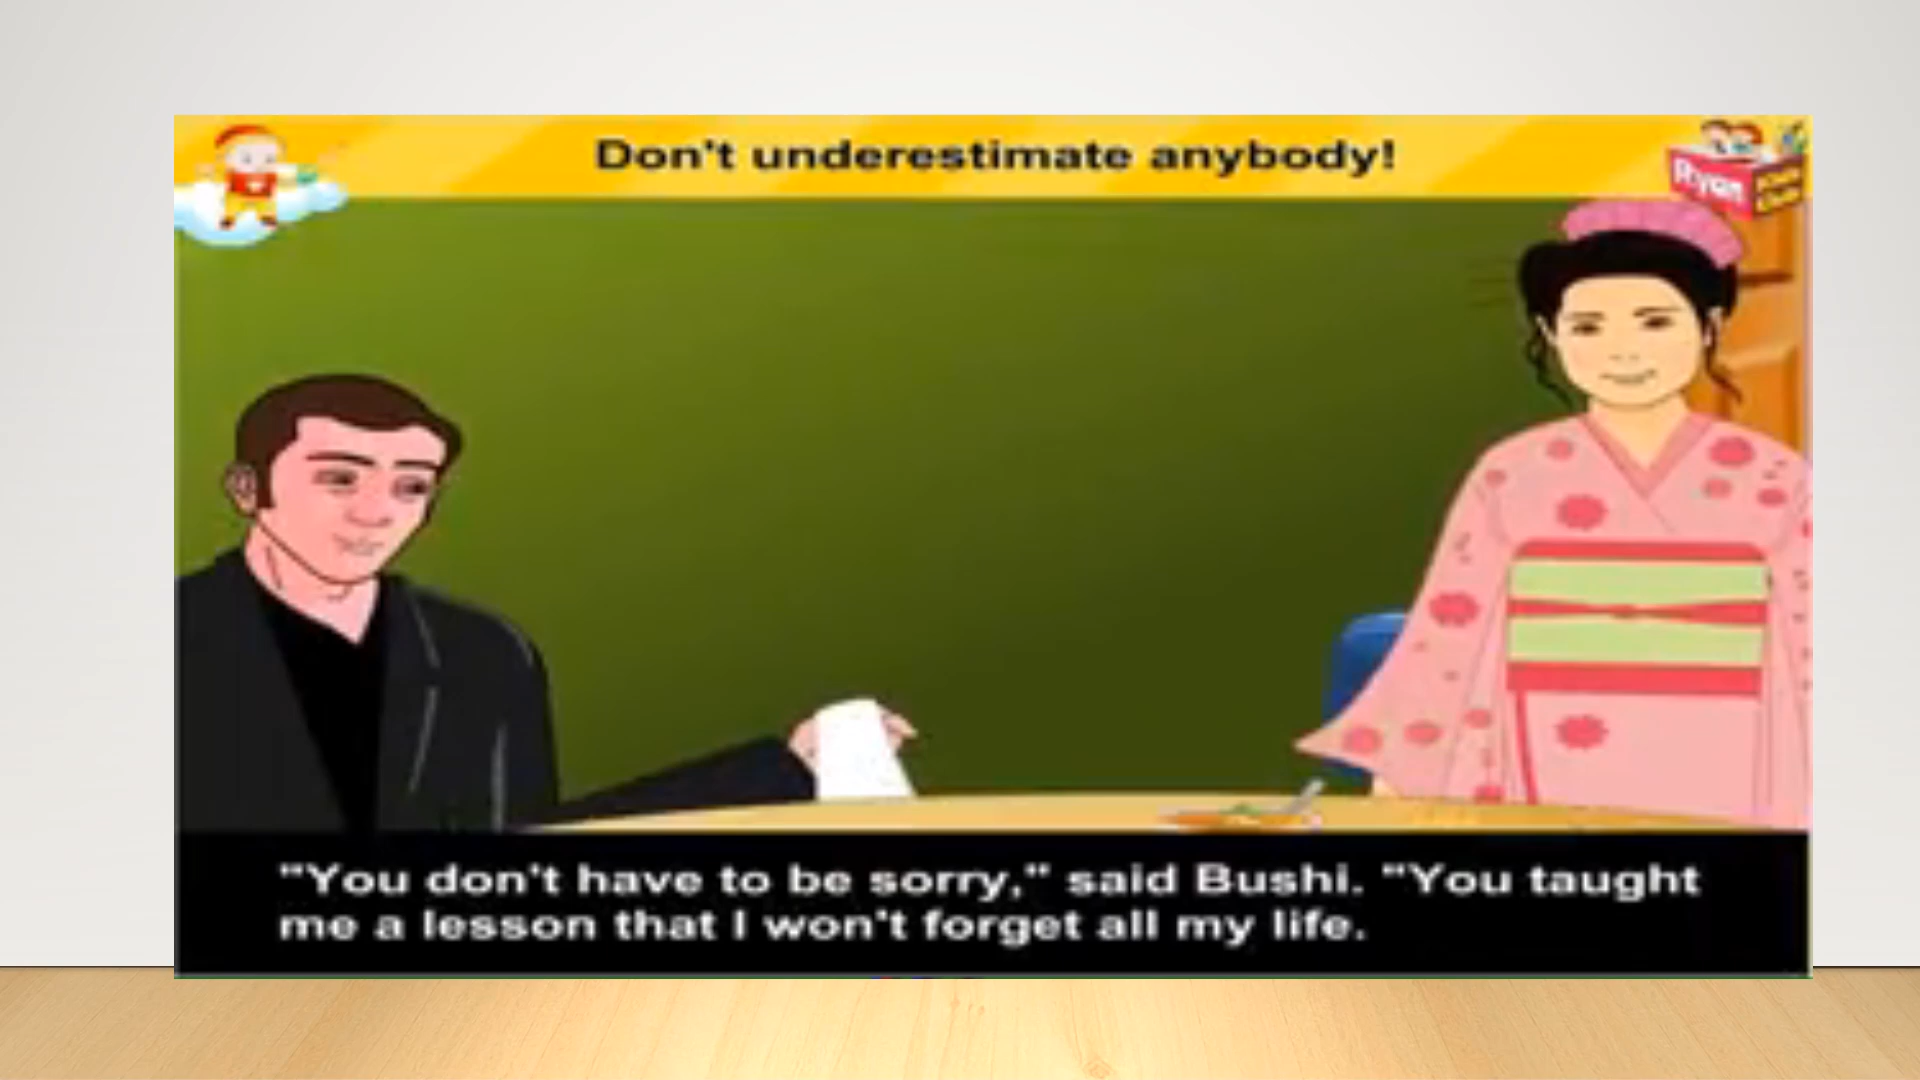 Don't underestimate anybody!
Ryan
"You don't have to be sorry," said Bushi. "You taught
me a lesson that I won't forget all my life.